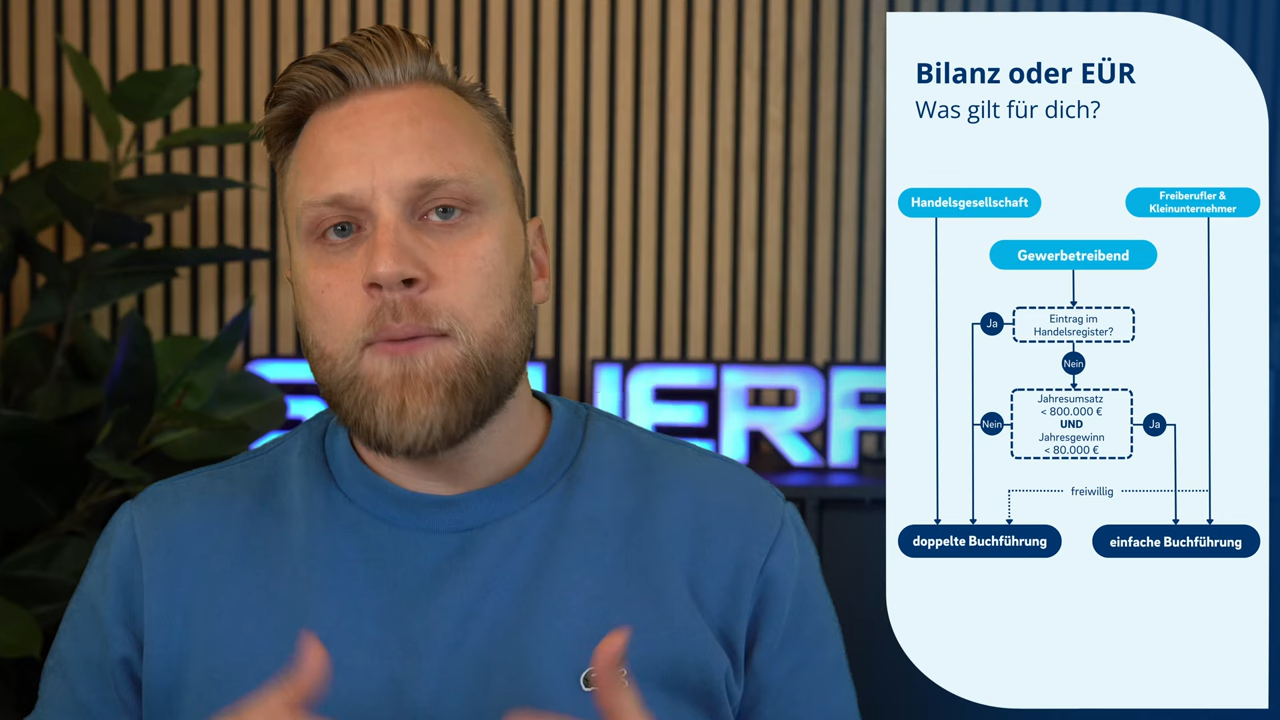 Bilanz oder EÜR
Was gilt für dich?
Handelsgesellschaft
Freiberufler &
Kleinunternehmer
Gewerbetreibend
Ja
Eintrag im
Handelsregister?
Nein
Jahresumsatz
< 800.000 €
UND
Jahresgewinn
< 80.000 €
Nein
Ja
freiwillig
doppelte Buchführung
einfache Buchführung